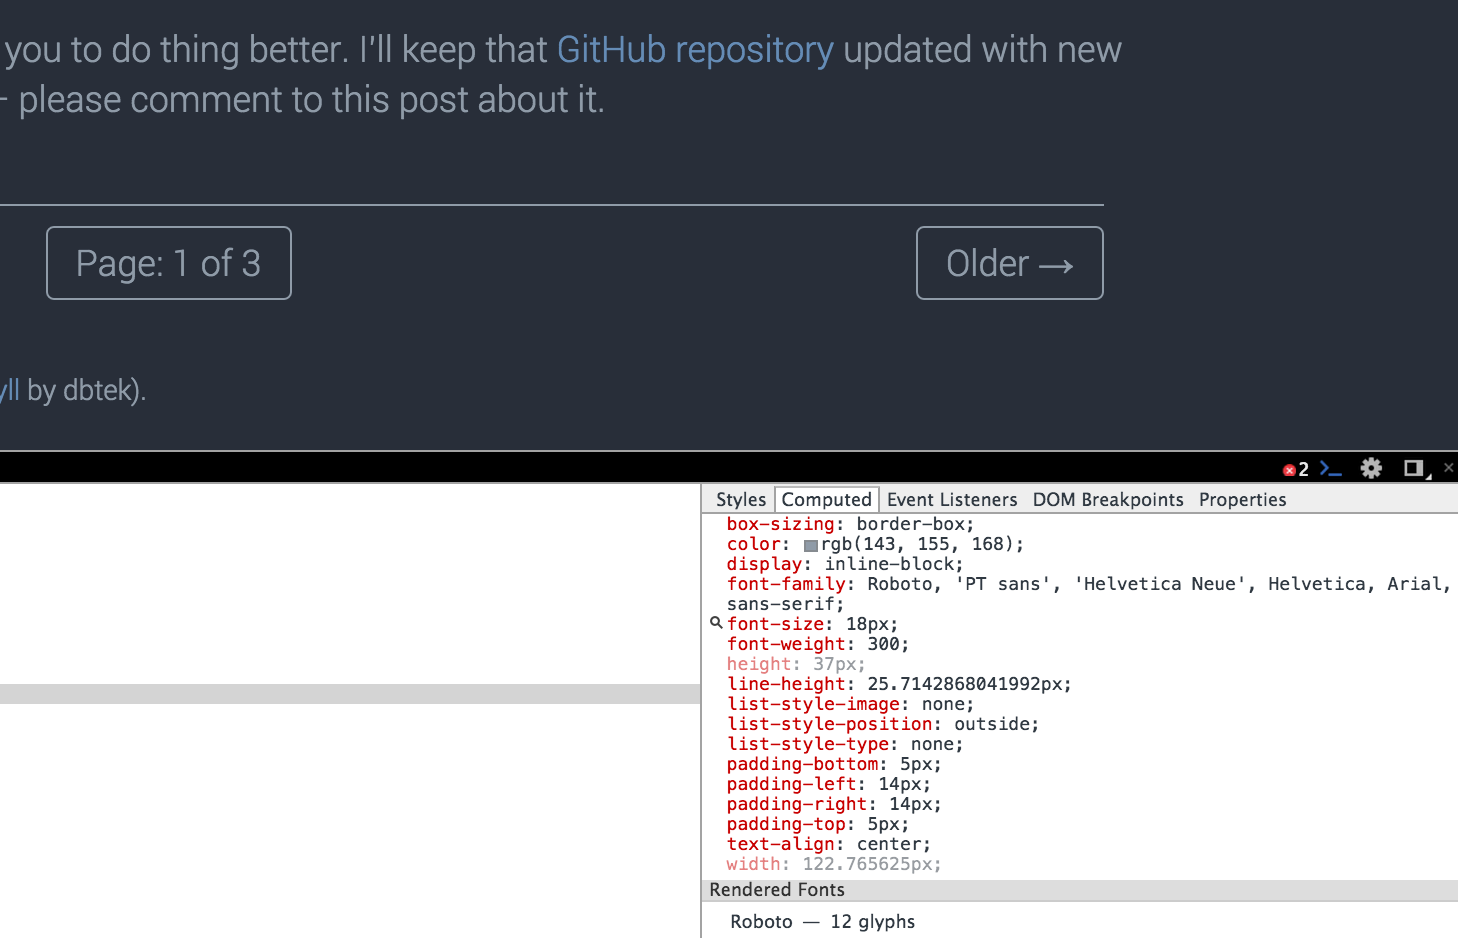 you to do thing better. I'll keep that GitHub repository updated with new
- please comment to this post about it.
Page: 1 of 3
Older →
yll by dbtek).
2
Styles Computed Event Listeners DOM Breakpoints Properties
box-sizing: border-box;
color: rgb(143, 155, 168);
display: inline-block;
font-family: Roboto, 'PT sans', 'Helvetica Neue', Helvetica, Arial,
sans-serif;
font-size: 18px;
font-weight: 300;
height: 37px;
line-height: 25.7142868041992px;
list-style-image: none;
list-style-position: outside;
list-style-type: none;
padding-bottom: 5px;
padding-left: 14px;
padding-right: 14px;
padding-top: 5px;
text-align: center;
width: 122.765625px;
Rendered Fonts
Roboto — 12 glyphs